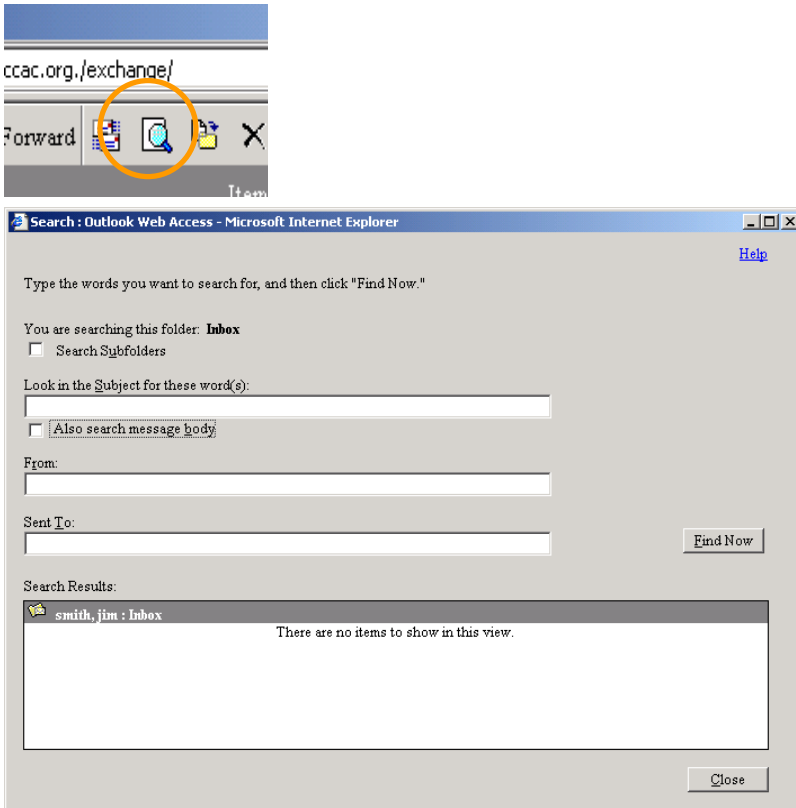 ccac.org./exchange/
Forward
Item
Search : Outlook Web Access - Microsoft Internet Explorer
Help
Type the words you want to search for, and then click "Find Now."
You are searching this folder: Inbox
Search Subfolders
Look in the Subject for these word(s):
Also search message body
From:
Sent To:
Find Now
Search Results:
smith, jim : Inbox
There are no items to show in this view.
Close